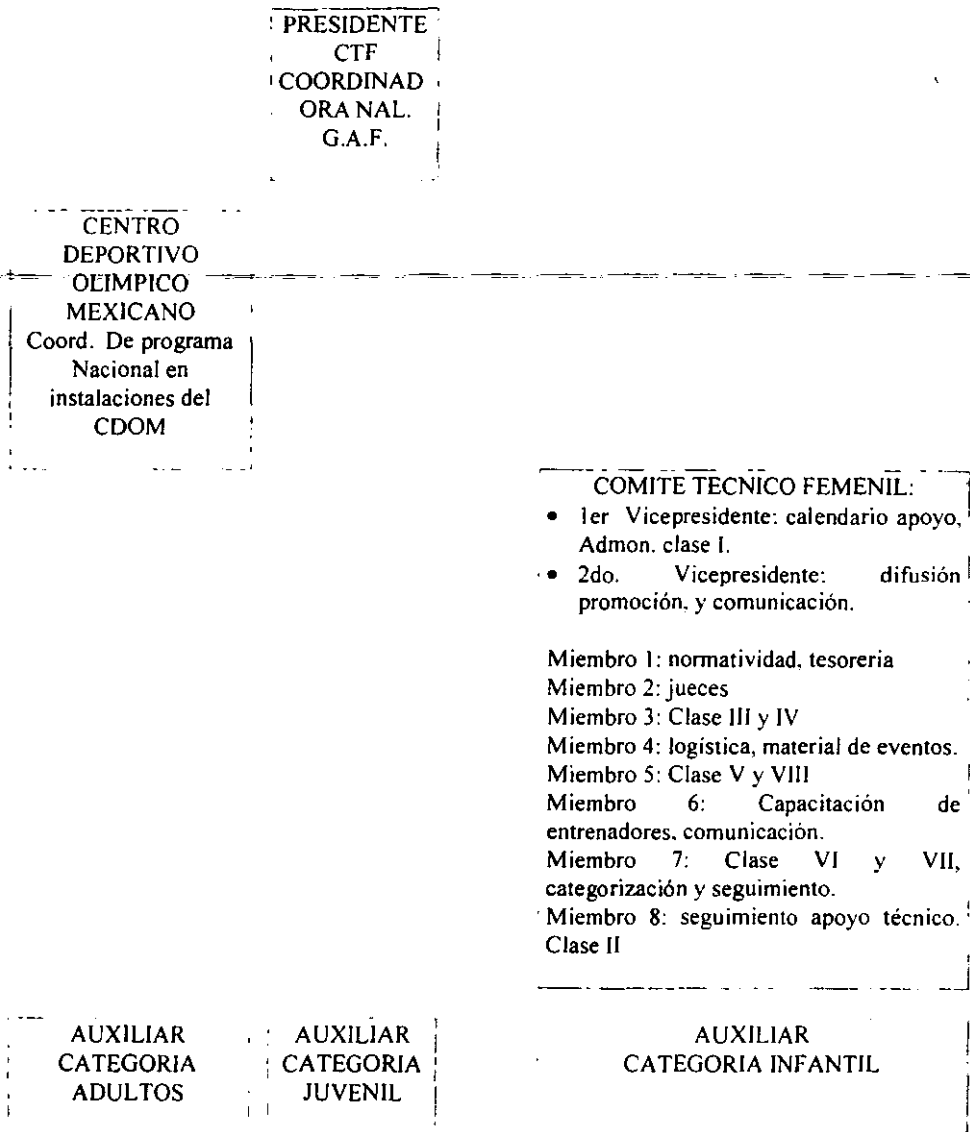 PRESIDENTE
CTF
COORDINAD
ORA NAL.
G.A.F.
CENTRO
DEPORTIVO
OLIMPICO
MEXICANO
Coord. De programa
Nacional en
instalaciones del
CDOM
COMITE TECNICO FEMENIL:
• 1er Vicepresidente: calendario apoyo,
Admon. clase I.
• 2do. Vicepresidente: difusión
promoción, y comunicación.
Miembro 1: normatividad, tesoreria
Miembro 2: jueces
Miembro 3: Clase III y IV
Miembro 4: logística, material de eventos.
Miembro 5: Clase V y VIII
Miembro 6: Capacitación de
entrenadores, comunicación.
Miembro 7: Clase VI y VII,
categorización y seguimiento.
Miembro 8: seguimiento apoyo técnico.
Clase II
AUXILIAR
CATEGORIA
ADULTOS
AUXILIAR
CATEGORIA
JUVENIL
AUXILIAR
CATEGORIA INFANTIL